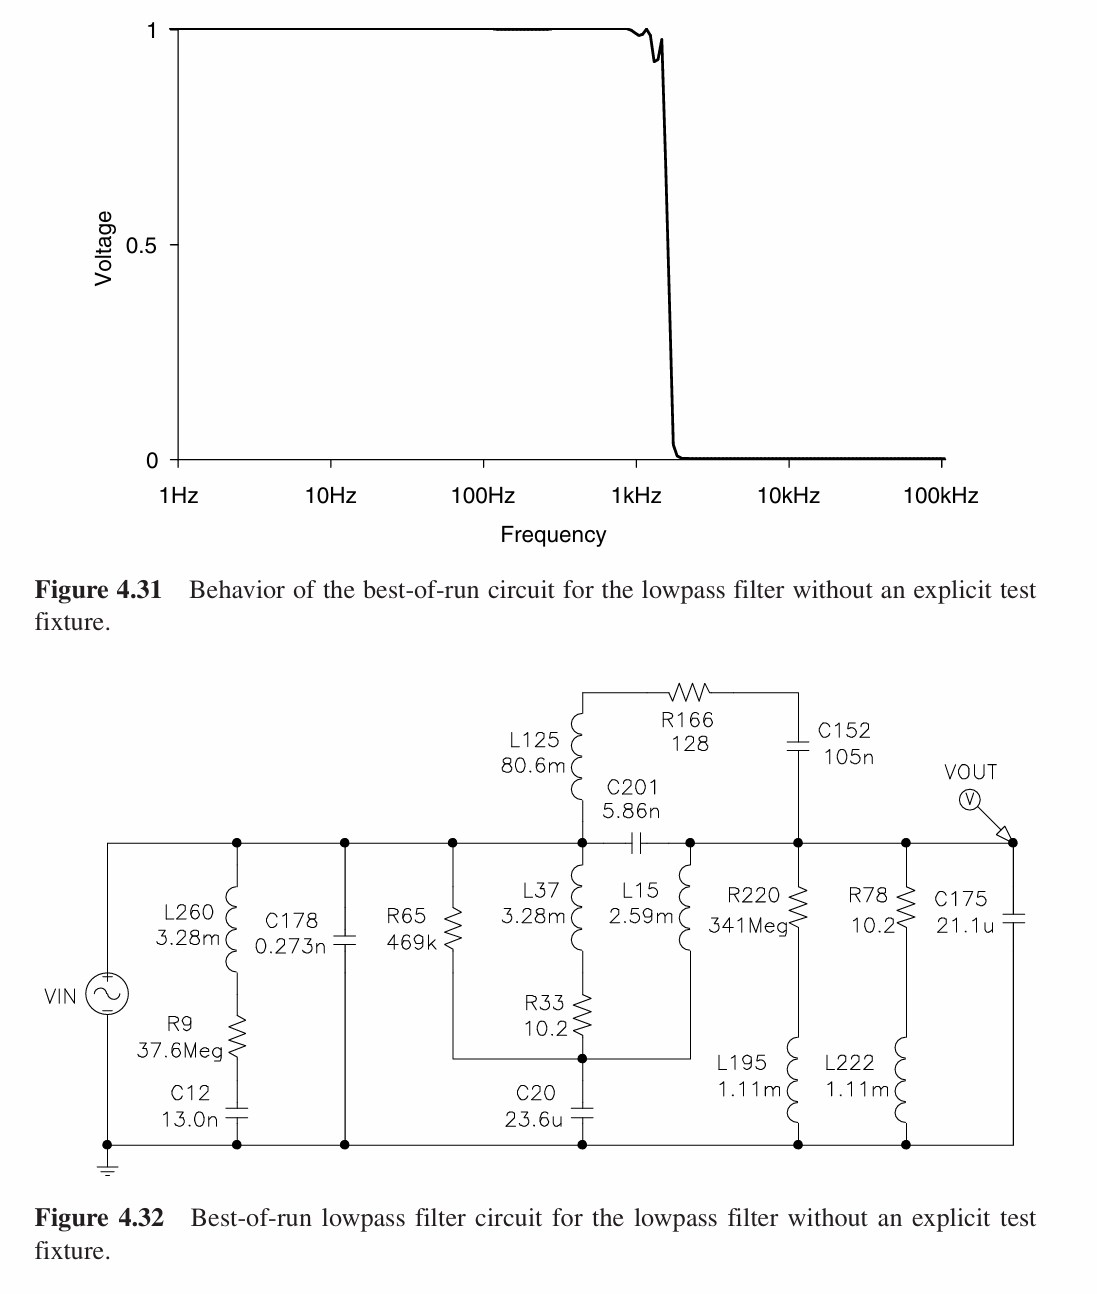 1
Voltage
0.5
0
1Hz 10Hz 100Hz 1kHz 10kHz 100kHz
Frequency
Figure 4.31 Behavior of the best-of-run circuit for the lowpass filter without an explicit test
fixture.
R166
128
L125
80.6m
C152
105n
C201
5.86n
VOUT
V
L260
3.28m
C178
0.273n
R65
469k
L37
3.28m
L15
2.59m
R220
341Meg
R78
10.2
C175
21.1u
VIN
R9
37.6Meg
R33
10.2
C12
13.0n
C20
23.6u
L195
1.11m
L222
1.11m
Figure 4.32 Best-of-run lowpass filter circuit for the lowpass filter without an explicit test
fixture.